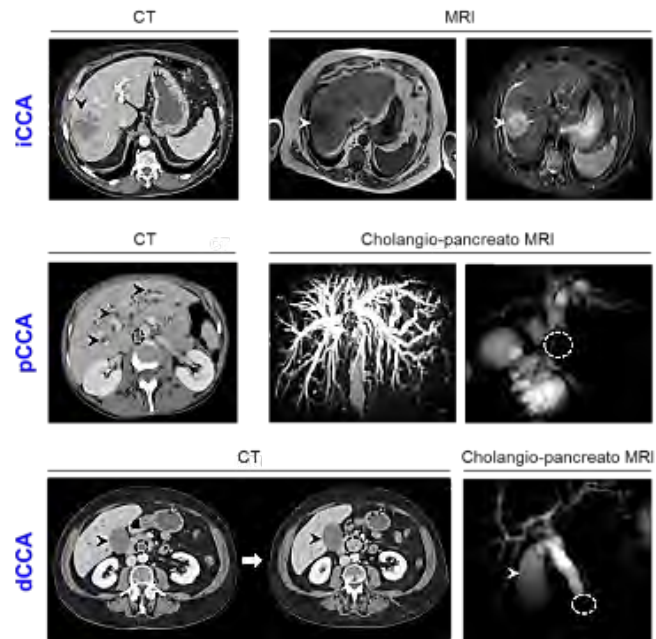 CT MRI
iCCA
CT Cholangio-pancreato MRI
pCCA
CT Cholangio-pancreato MRI
dCCA